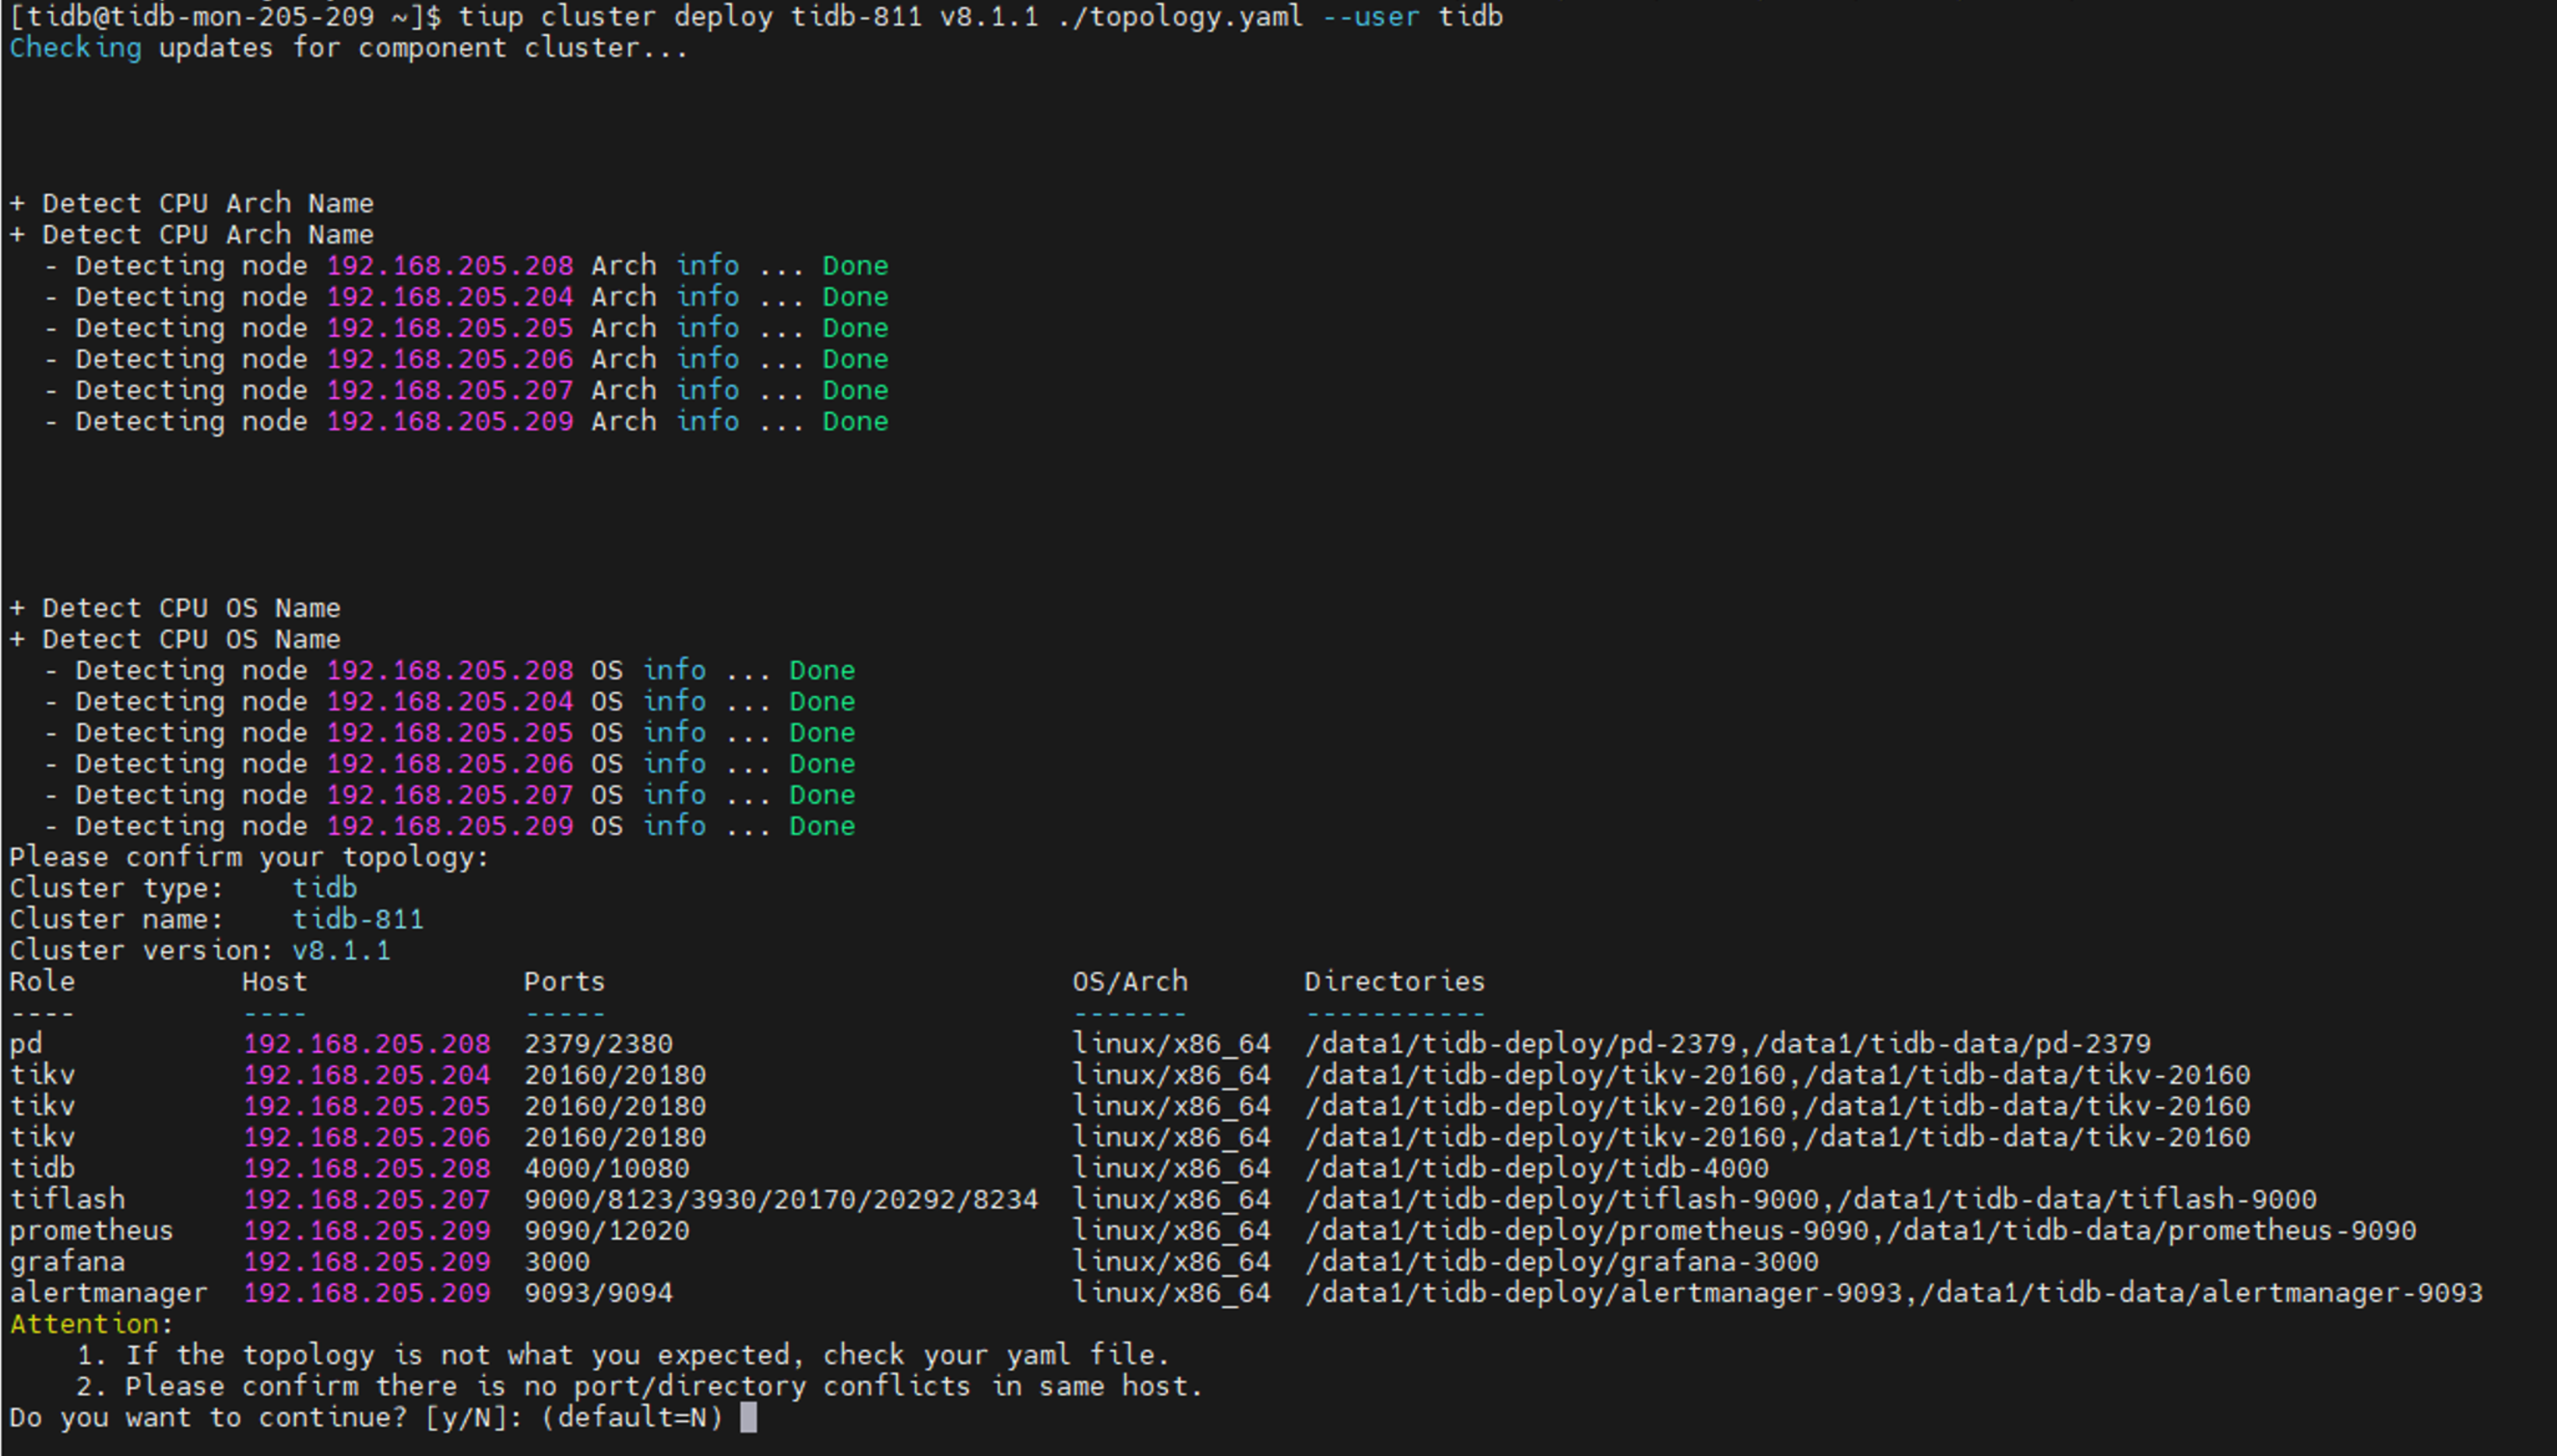 [tidb@tidb-mon-205-209 ~]$ tiup cluster deploy tidb-811 v8.1.1 ./topology.yaml --user tidb
Checking updates for component cluster...
+ Detect CPU Arch Name
+ Detect CPU Arch Name
  - Detecting node 192.168.205.208 Arch info ... Done
  - Detecting node 192.168.205.204 Arch info ... Done
  - Detecting node 192.168.205.205 Arch info ... Done
  - Detecting node 192.168.205.206 Arch info ... Done
  - Detecting node 192.168.205.207 Arch info ... Done
  - Detecting node 192.168.205.209 Arch info ... Done
+ Detect CPU OS Name
+ Detect CPU OS Name
  - Detecting node 192.168.205.208 OS info ... Done
  - Detecting node 192.168.205.204 OS info ... Done
  - Detecting node 192.168.205.205 OS info ... Done
  - Detecting node 192.168.205.206 OS info ... Done
  - Detecting node 192.168.205.207 OS info ... Done
  - Detecting node 192.168.205.209 OS info ... Done
Please confirm your topology:
Cluster type:    tidb
Cluster name:    tidb-811
Cluster version: v8.1.1
Role          Host             Ports                            OS/Arch       Directories
----          ----             -----                            -------       -----------
pd            192.168.205.208  2379/2380                        linux/x86_64  /data1/tidb-deploy/pd-2379,/data1/tidb-data/pd-2379
tikv          192.168.205.204  20160/20180                      linux/x86_64  /data1/tidb-deploy/tikv-20160,/data1/tidb-data/tikv-20160
tikv          192.168.205.205  20160/20180                      linux/x86_64  /data1/tidb-deploy/tikv-20160,/data1/tidb-data/tikv-20160
tikv          192.168.205.206  20160/20180                      linux/x86_64  /data1/tidb-deploy/tikv-20160,/data1/tidb-data/tikv-20160
tidb          192.168.205.208  4000/10080                       linux/x86_64  /data1/tidb-deploy/tidb-4000
tiflash       192.168.205.207  9000/8123/3930/20170/20292/8234  linux/x86_64  /data1/tidb-deploy/tiflash-9000,/data1/tidb-data/tiflash-9000
prometheus    192.168.205.209  9090/12020                       linux/x86_64  /data1/tidb-deploy/prometheus-9090,/data1/tidb-data/prometheus-9090
grafana       192.168.205.209  3000                             linux/x86_64  /data1/tidb-deploy/grafana-3000
alertmanager  192.168.205.209  9093/9094                        linux/x86_64  /data1/tidb-deploy/alertmanager-9093,/data1/tidb-data/alertmanager-9093
Attention:
    1. If the topology is not what you expected, check your yaml file.
    2. Please confirm there is no port/directory conflicts in same host.
Do you want to continue? [y/N]: (default=N)